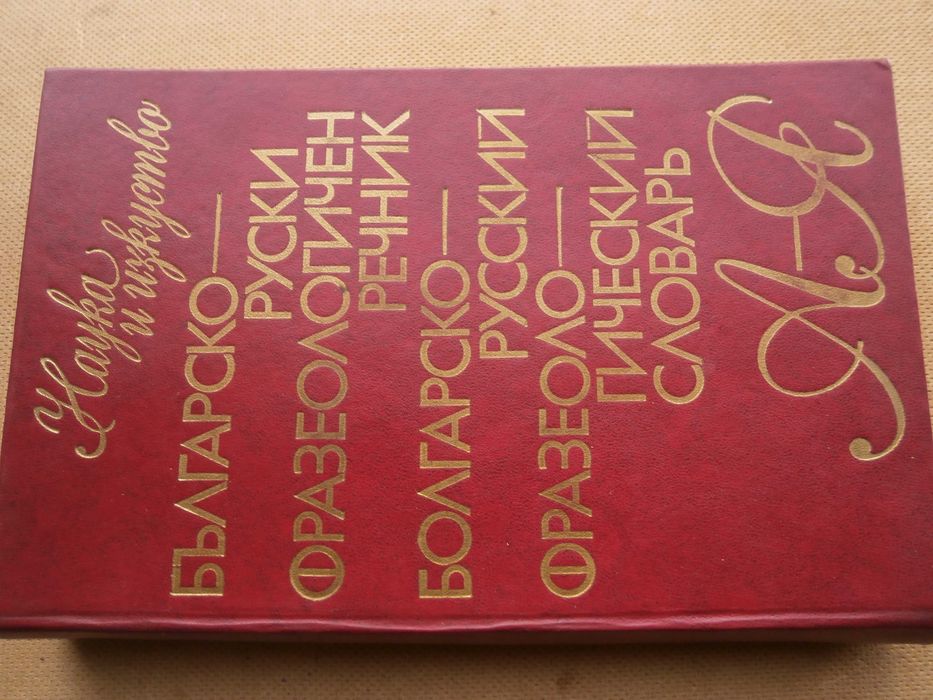 Наука
и изкуство
БЪЛГАРСКО—
РУСКИ
ФРАЗЕОЛОГИЧЕН
РЕЧНИК
БОЛГАРСКО—
РУССКИЙ
ФРАЗЕОЛО—
ГИЧЕСКИЙ
СЛОВАРЬ
А—Я